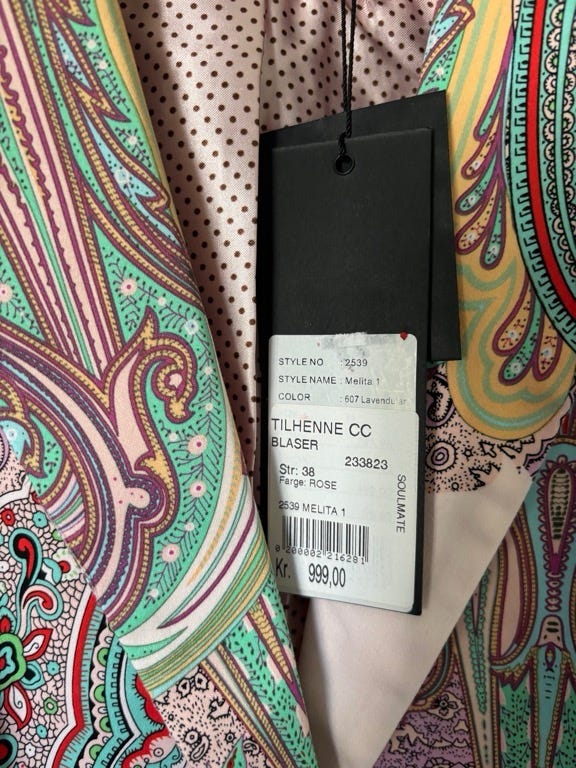 STYLE NO : 2539
STYLE NAME : Melita 1
COLOR : 607 Lavendular
TILHENNE CC
BLASER
233823
Str: 38
Farge: ROSE
SOULMATE
2539 MELITA 1
0 200002 216281
Kr. 999,00